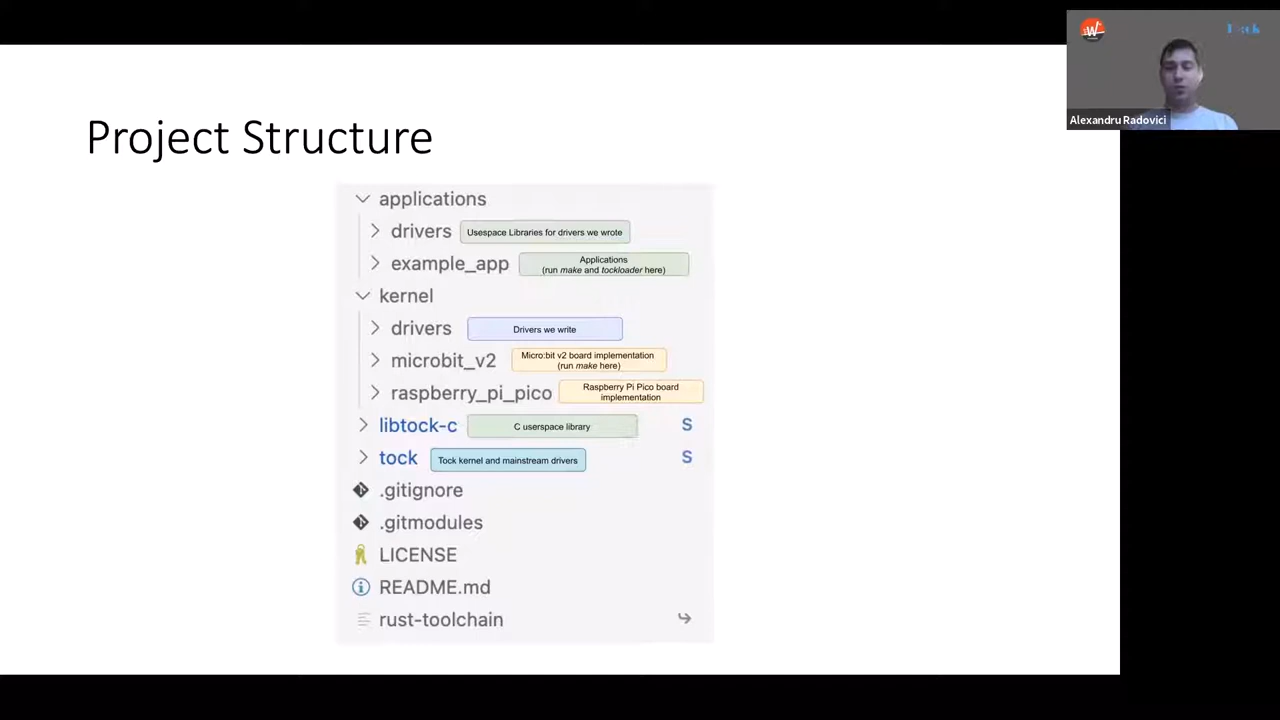 Project Structure
applications
drivers
Usespace Libraries for drivers we wrote
example_app
Applications
(run make and tockloader here)
kernel
drivers
Drivers we write
microbit_v2
Micro:bit v2 board implementation
(run make here)
raspberry_pi_pico
Raspberry Pi Pico board
implementation
libtock-c
C userspace library
S
tock
Tock kernel and mainstream drivers
S
.gitignore
.gitmodules
LICENSE
README.md
rust-toolchain
W
Alexandru Radovici